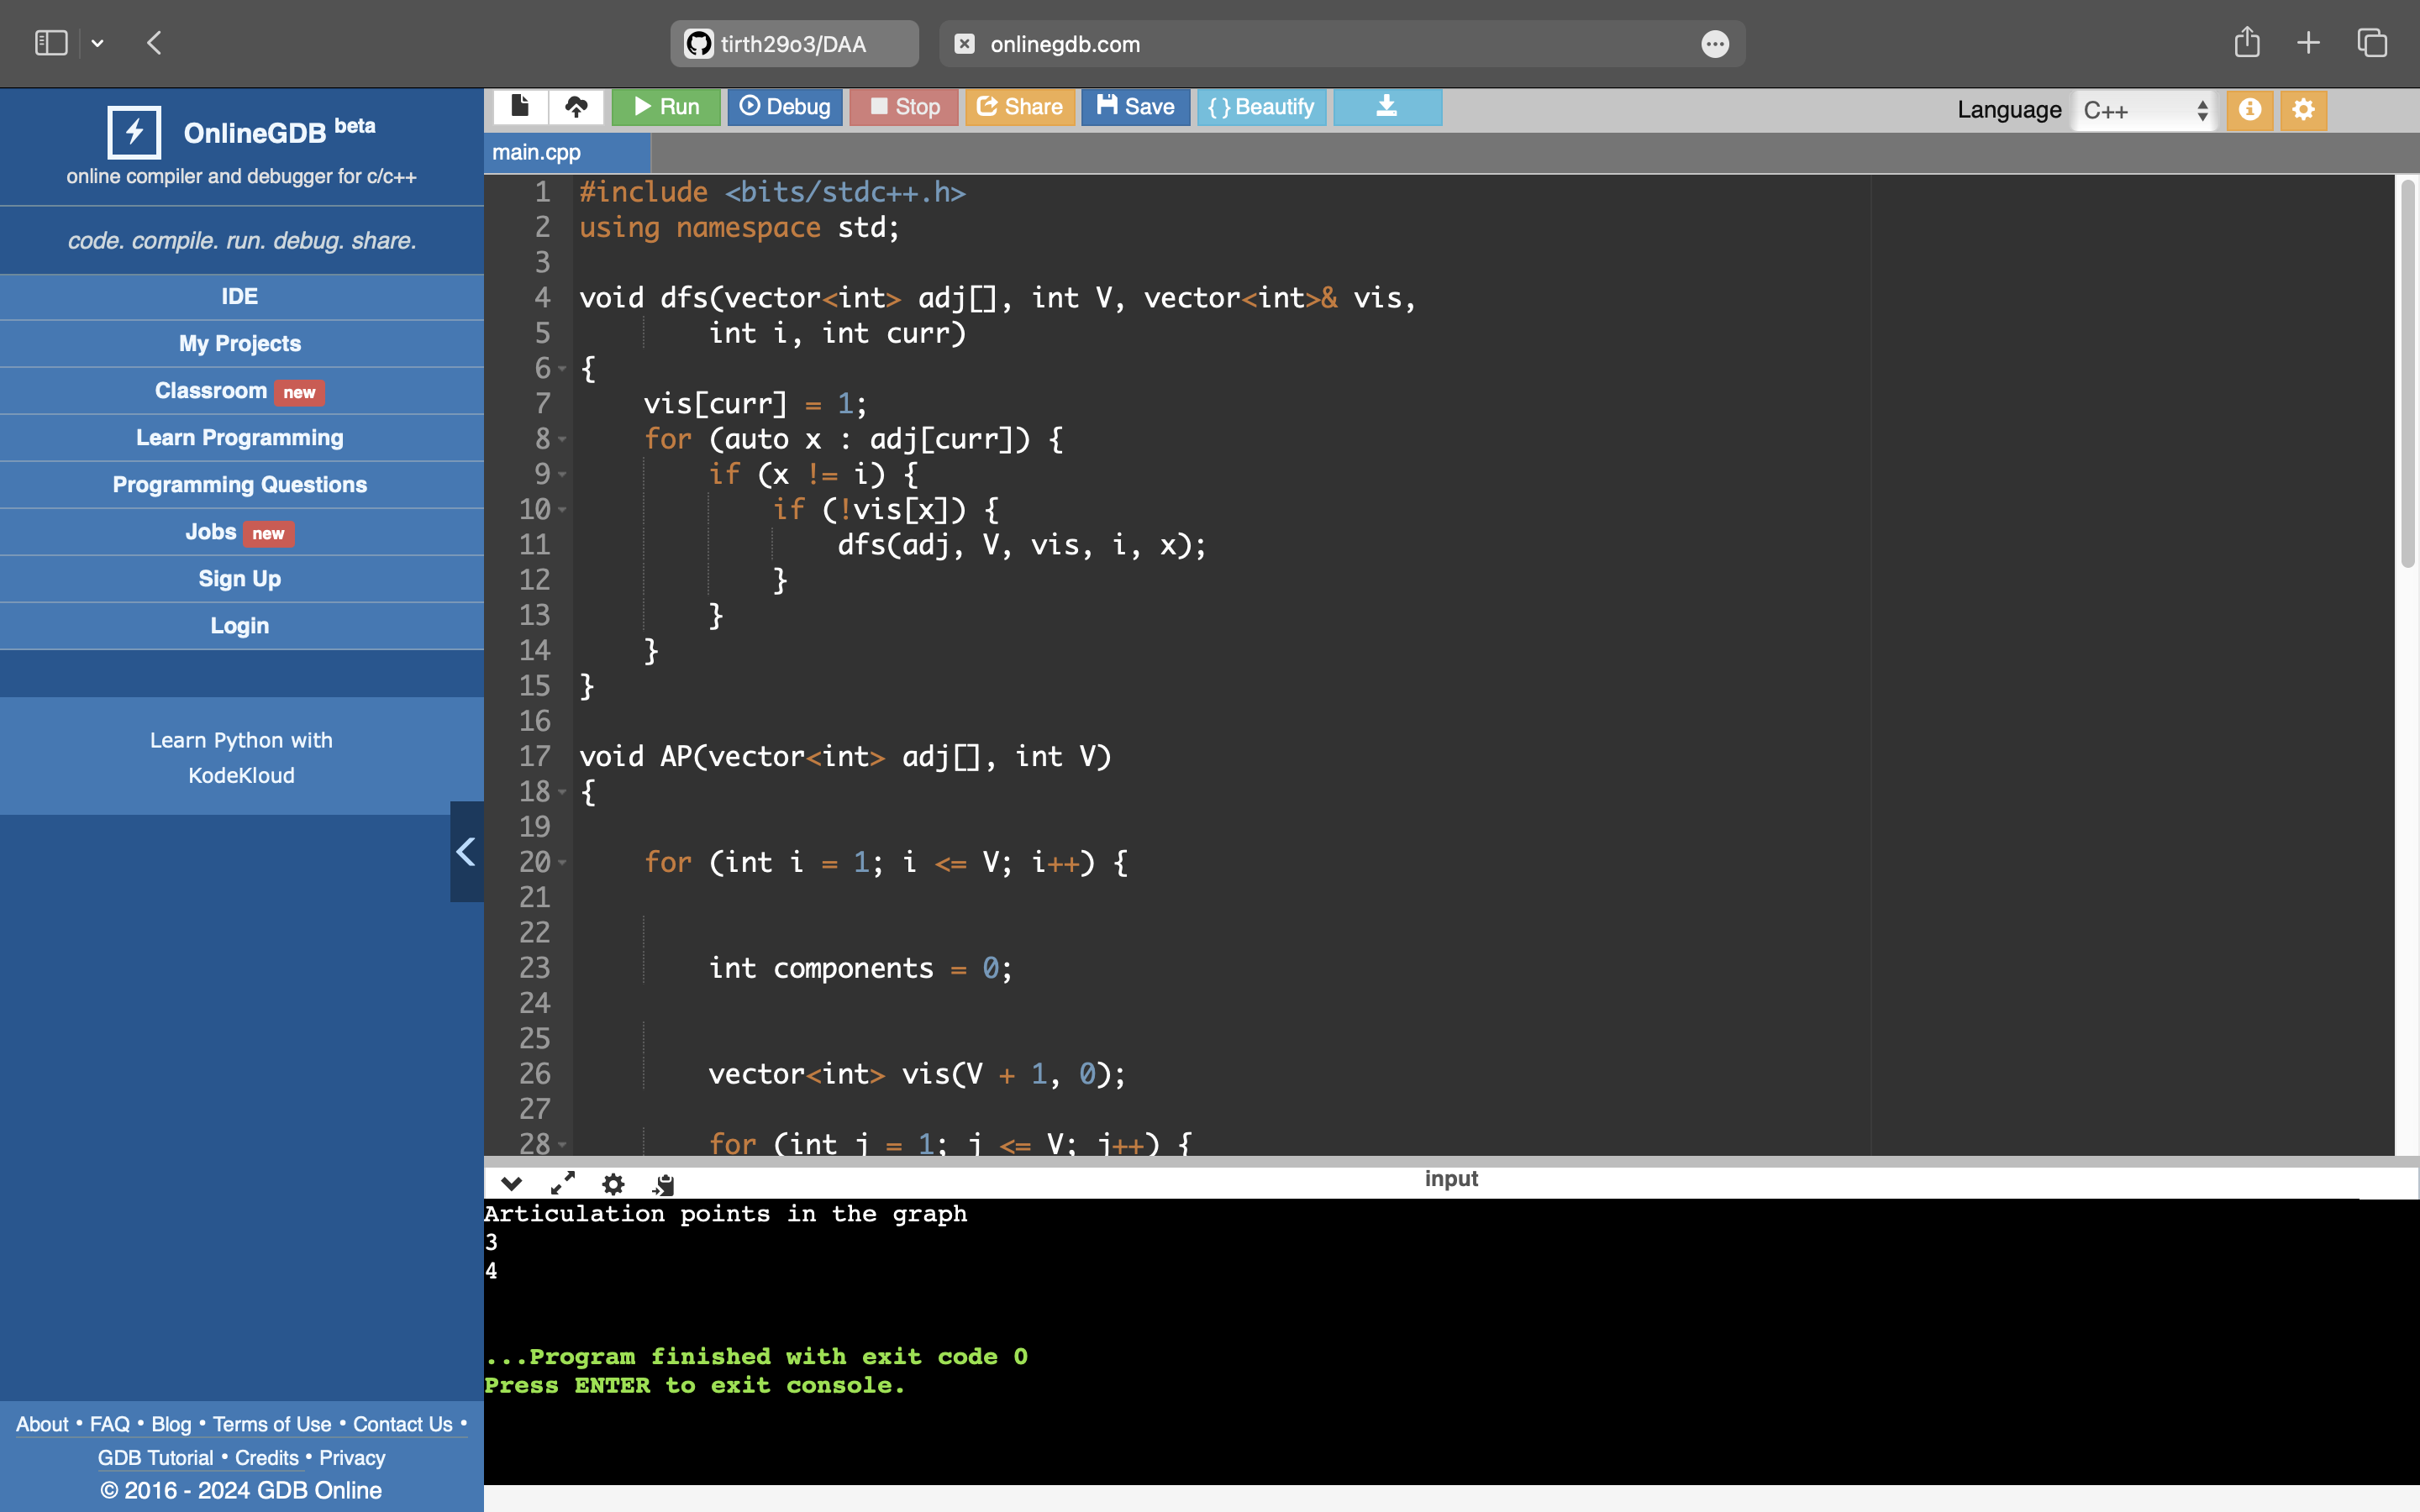 tirth29o3/DAA
onlinegdb.com
OnlineGDB beta
online compiler and debugger for c/c++
code. compile. run. debug. share.
IDE
My Projects
Classroom new
Learn Programming
Programming Questions
Jobs new
Sign Up
Login
Learn Python with
KodeKloud
About • FAQ • Blog • Terms of Use • Contact Us •
GDB Tutorial • Credits • Privacy
© 2016 - 2024 GDB Online
Run Debug Stop Share Save {} Beautify
Language C++
main.cpp
1 #include <bits/stdc++.h>
2 using namespace std;
3
4 void dfs(vector<int> adj[], int V, vector<int>& vis,
5 int i, int curr)
6 {
7 vis[curr] = 1;
8 for (auto x : adj[curr]) {
9 if (x != i) {
10 if (!vis[x]) {
11 dfs(adj, V, vis, i, x);
12 }
13 }
14 }
15 }
16
17 void AP(vector<int> adj[], int V)
18 {
19
20 for (int i = 1; i <= V; i++) {
21
22
23 int components = 0;
24
25
26 vector<int> vis(V + 1, 0);
27
28 for (int j = 1; j <= V; j++) {
input
Articulation points in the graph
3
4
...Program finished with exit code 0
Press ENTER to exit console.